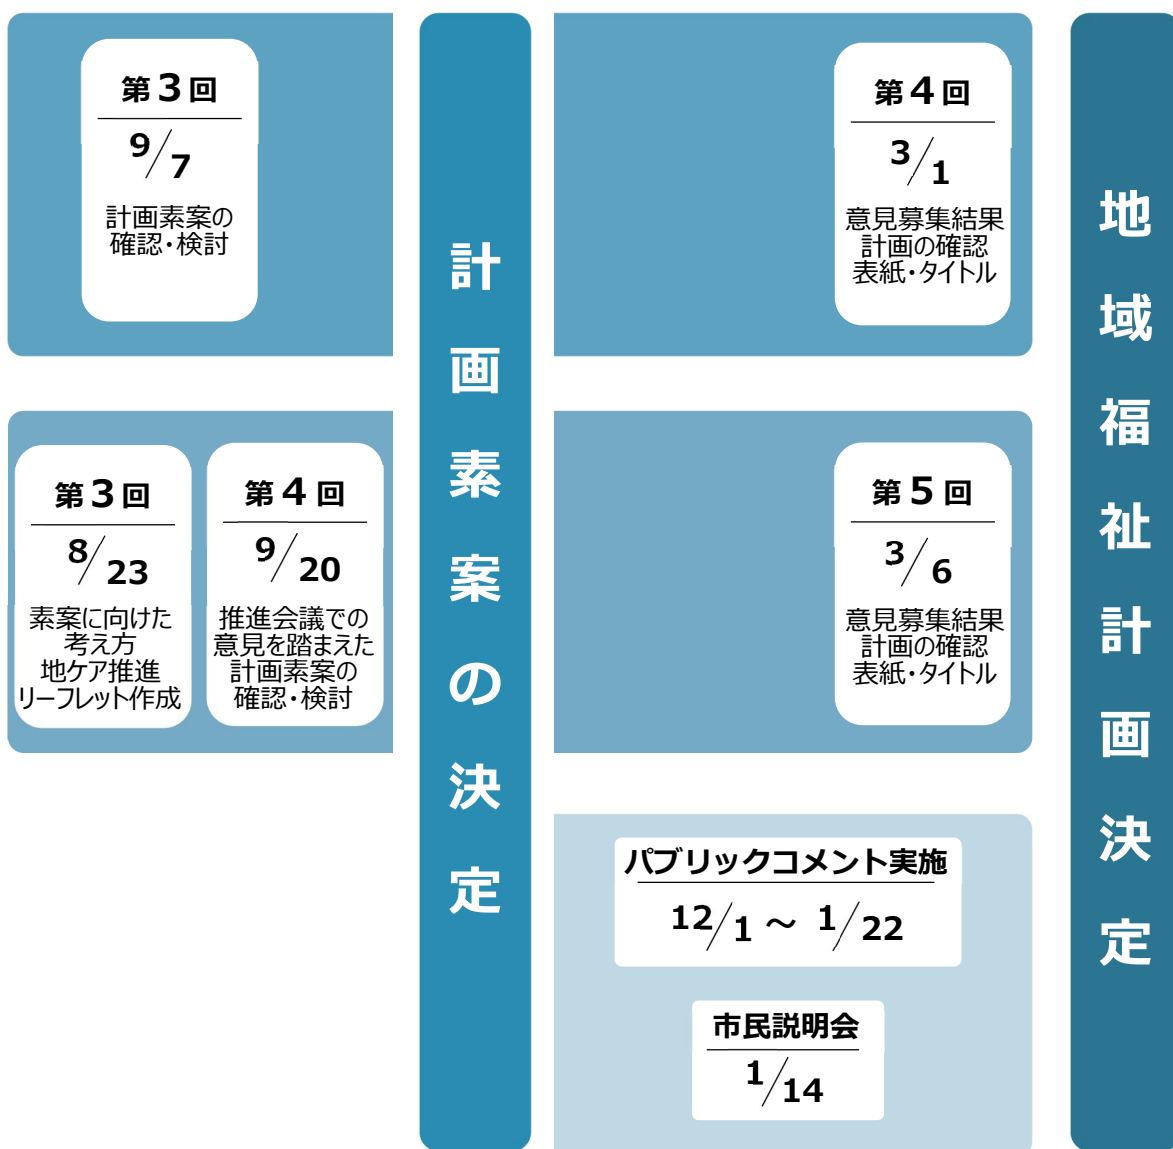 第3回
9/7
計画素案の
確認・検討
第3回
8/23
素案に向けた
考え方
地ケア推進
リーフレット作成
第4回
9/20
推進会議での
意見を踏まえた
計画素案の
確認・検討
計画素案の決定
第4回
3/1
意見募集結果
計画の確認
表紙・タイトル
第5回
3/6
意見募集結果
計画の確認
表紙・タイトル
パブリックコメント実施
12/1 ～ 1/22
市民説明会
1/14
地域福祉計画決定